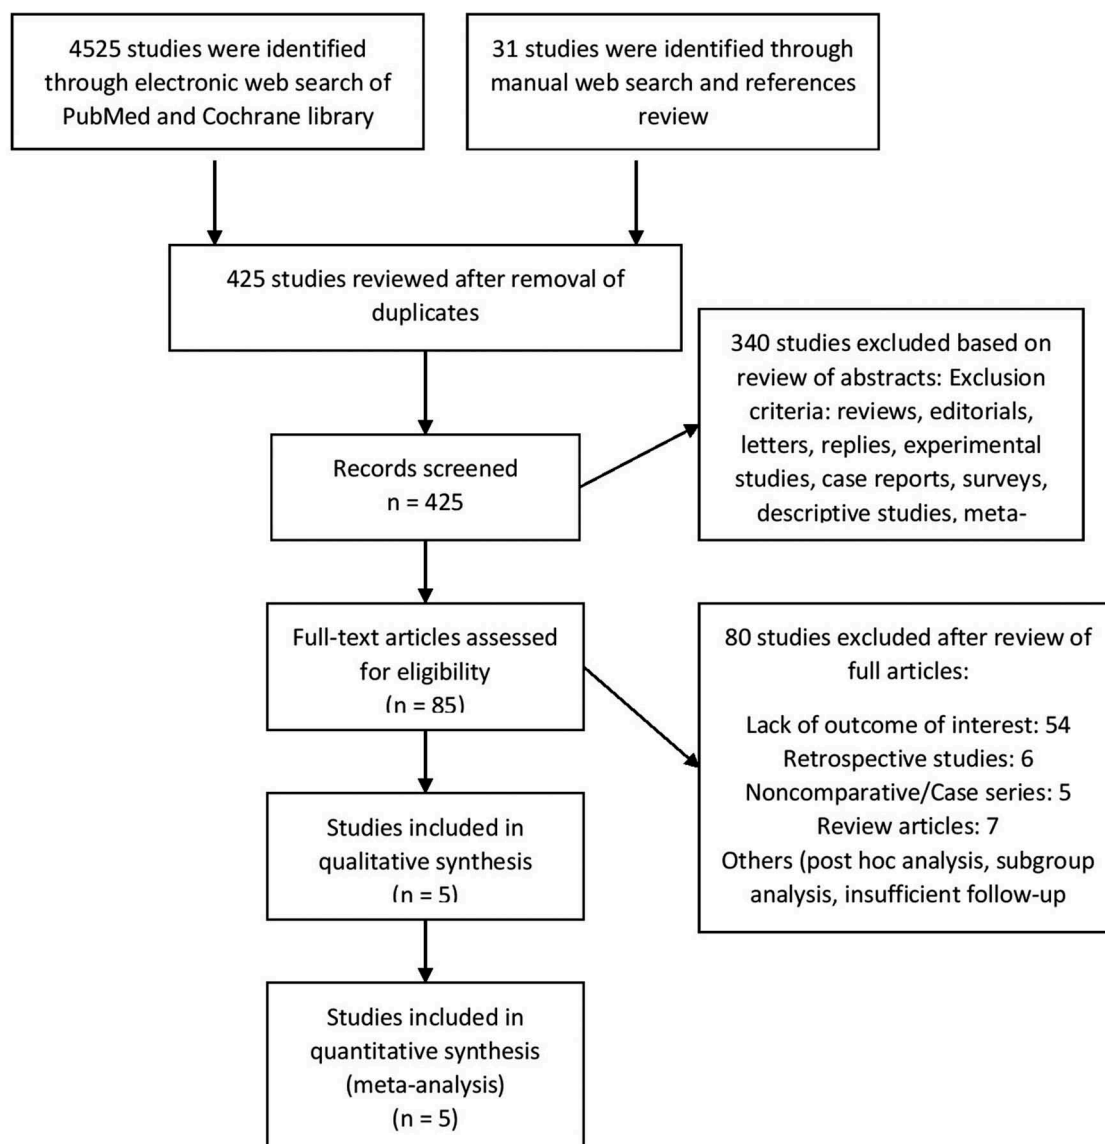 4525 studies were identified
through electronic web search of
PubMed and Cochrane library
31 studies were identified through
manual web search and references
review
425 studies reviewed after removal of
duplicates
340 studies excluded based on
review of abstracts: Exclusion
criteria: reviews, editorials,
letters, replies, experimental
studies, case reports, surveys,
descriptive studies, meta-
Records screened
n = 425
Full-text articles assessed
for eligibility
(n = 85)
80 studies excluded after review of
full articles:
Lack of outcome of interest: 54
Retrospective studies: 6
Noncomparative/Case series: 5
Review articles: 7
Others (post hoc analysis, subgroup
analysis, insufficient follow-up
Studies included in
qualitative synthesis
(n = 5)
Studies included in
quantitative synthesis
(meta-analysis)
(n = 5)